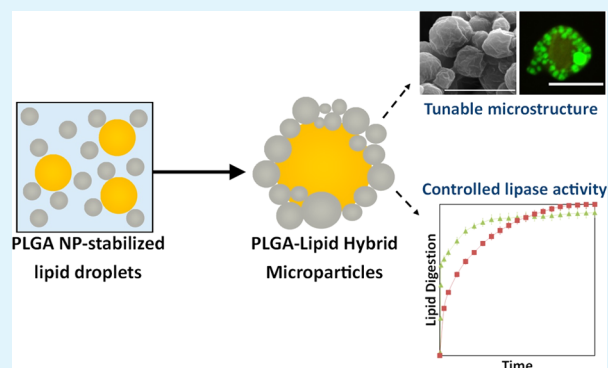 Tunable microstructure
PLGA NP-stabilized
lipid droplets
PLGA-Lipid Hybrid
Microparticles
Controlled lipase activity
Lipid Digestion
Time